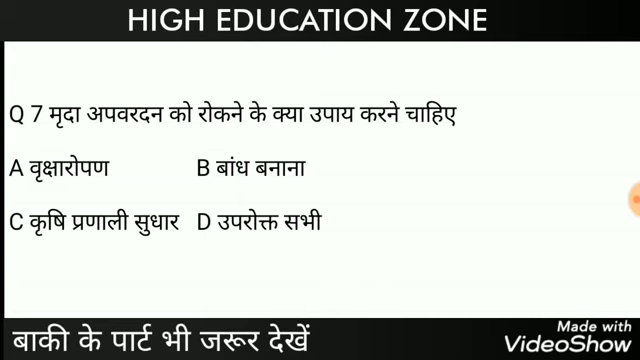 HIGH EDUCATION ZONE
Q 7 मृदा अपवरदन को रोकने के क्या उपाय करने चाहिए
A वृक्षारोपण B बांध बनाना
C कृषि प्रणाली सुधार D उपरोक्त सभी
बाकी के पार्ट भी जरूर देखें
Made with
VideoShow